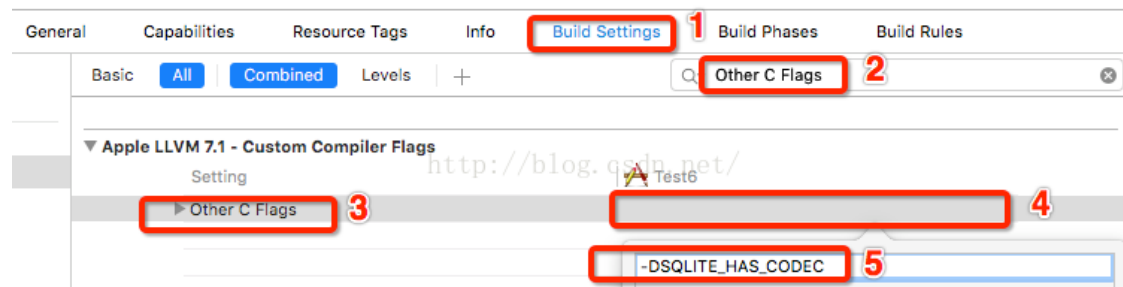 General Capabilities Resource Tags Info Build Settings 1 Build Phases Build Rules
Basic All Combined Levels + Other C Flags 2
Apple LLVM 7.1 - Custom Compiler Flags
http://blog.csdn.net/
Setting Test6
Other C Flags 3 4
-DSQLITE_HAS_CODEC 5